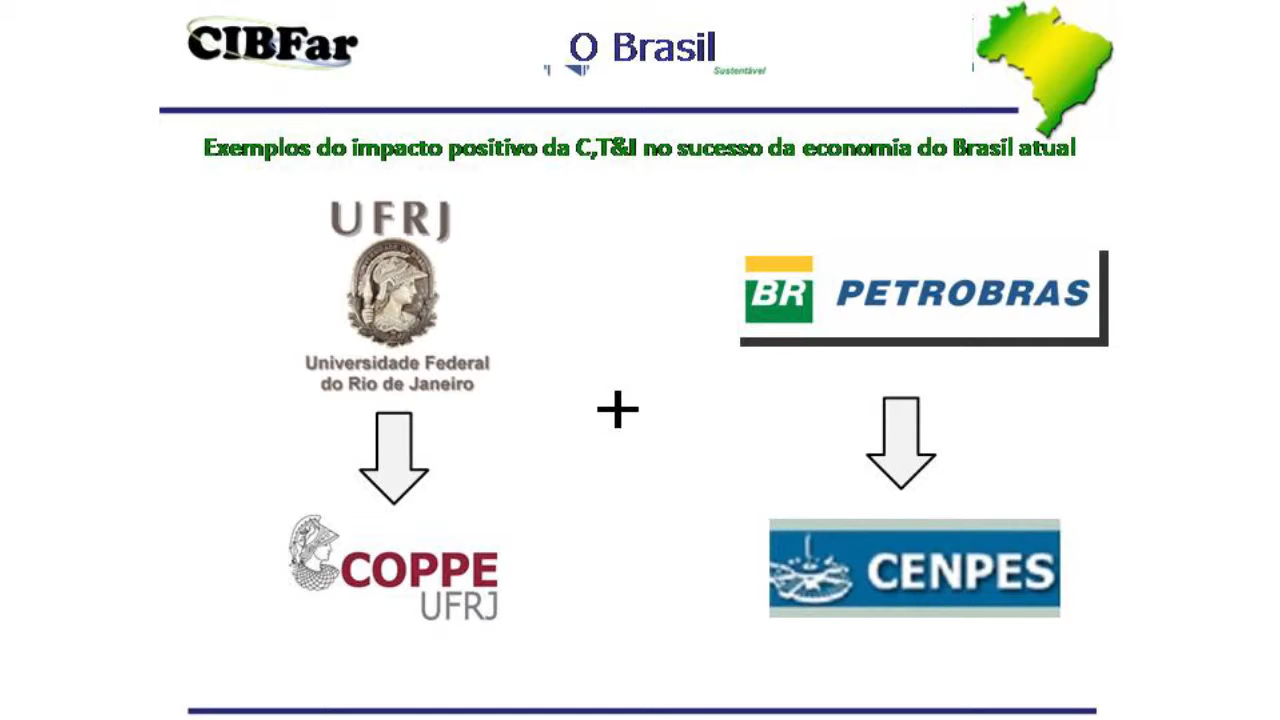 CIBFar
O Brasil
Sustentável
Exemplos do impacto positivo da C,T&I no sucesso da economia do Brasil atual
UFRJ
Universidade Federal
do Rio de Janeiro
BR PETROBRAS
+
COPPE
UFRJ
CENPES